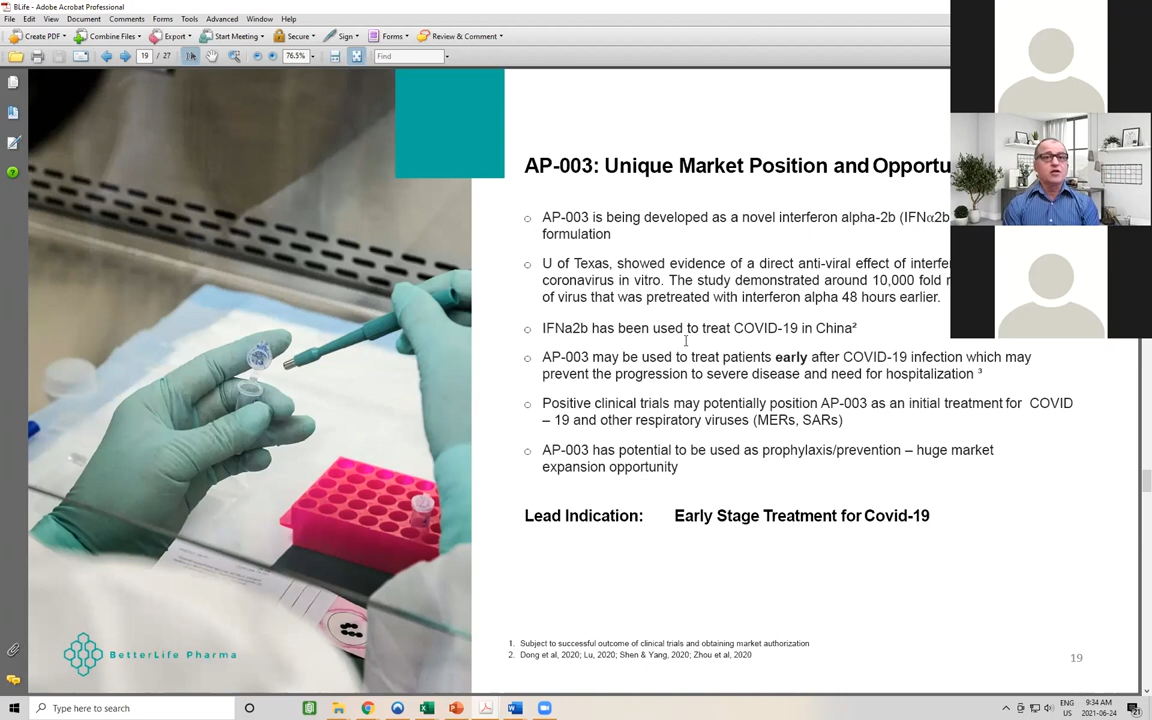 BLife - Adobe Acrobat Professional
File Edit View Document Comments Forms Tools Advanced Window Help
Create PDF Combine Files Export Start Meeting Secure Sign Forms Review & Comment
19 / 27 76.5% Find
AP-003: Unique Market Position and Opportu
AP-003 is being developed as a novel interferon alpha-2b (IFNα2b
formulation
U of Texas, showed evidence of a direct anti-viral effect of interfe
coronavirus in vitro. The study demonstrated around 10,000 fold
of virus that was pretreated with interferon alpha 48 hours earlier.
IFNa2b has been used to treat COVID-19 in China²
AP-003 may be used to treat patients early after COVID-19 infection which may
prevent the progression to severe disease and need for hospitalization ³
Positive clinical trials may potentially position AP-003 as an initial treatment for COVID
– 19 and other respiratory viruses (MERs, SARs)
AP-003 has potential to be used as prophylaxis/prevention – huge market
expansion opportunity
Lead Indication: Early Stage Treatment for Covid-19
1. Subject to successful outcome of clinical trials and obtaining market authorization
2. Dong et al, 2020; Lu, 2020; Shen & Yang, 2020; Zhou et al, 2020
BetterLife Pharma
19
Type here to search
ENG
US
9:34 AM
2021-06-24